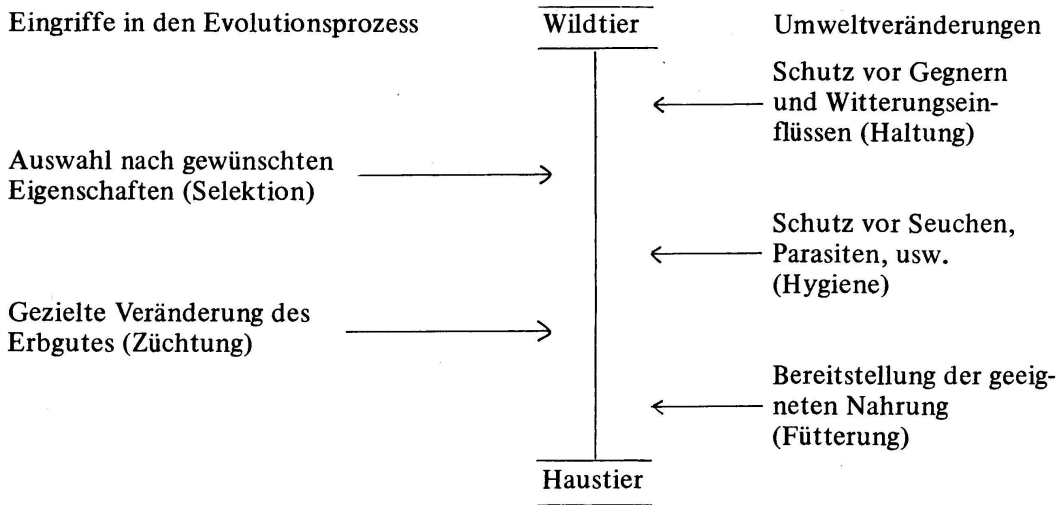 Eingriffe in den Evolutionsprozess
Wildtier
Umweltveränderungen
Schutz vor Gegnern
und Witterungsein-
flüssen (Haltung)
Auswahl nach gewünschten
Eigenschaften (Selektion)
Schutz vor Seuchen,
Parasiten, usw.
(Hygiene)
Gezielte Veränderung des
Erbgutes (Züchtung)
Bereitstellung der geeig-
neten Nahrung
(Fütterung)
Haustier